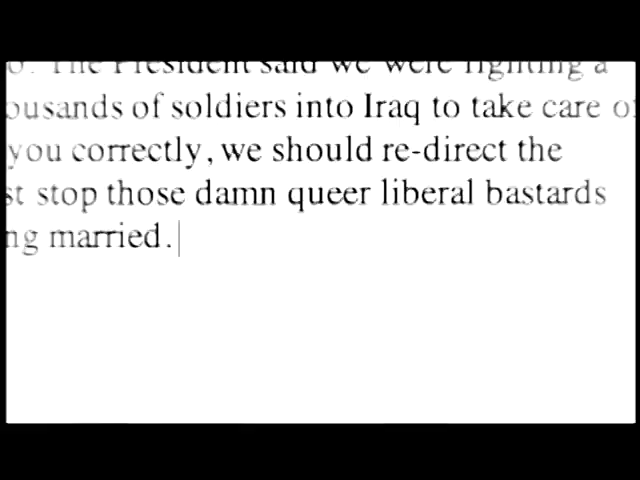 The President said we were fighting a
ousands of soldiers into Iraq to take care o
you correctly, we should re-direct the
st stop those damn queer liberal bastards
ng married.